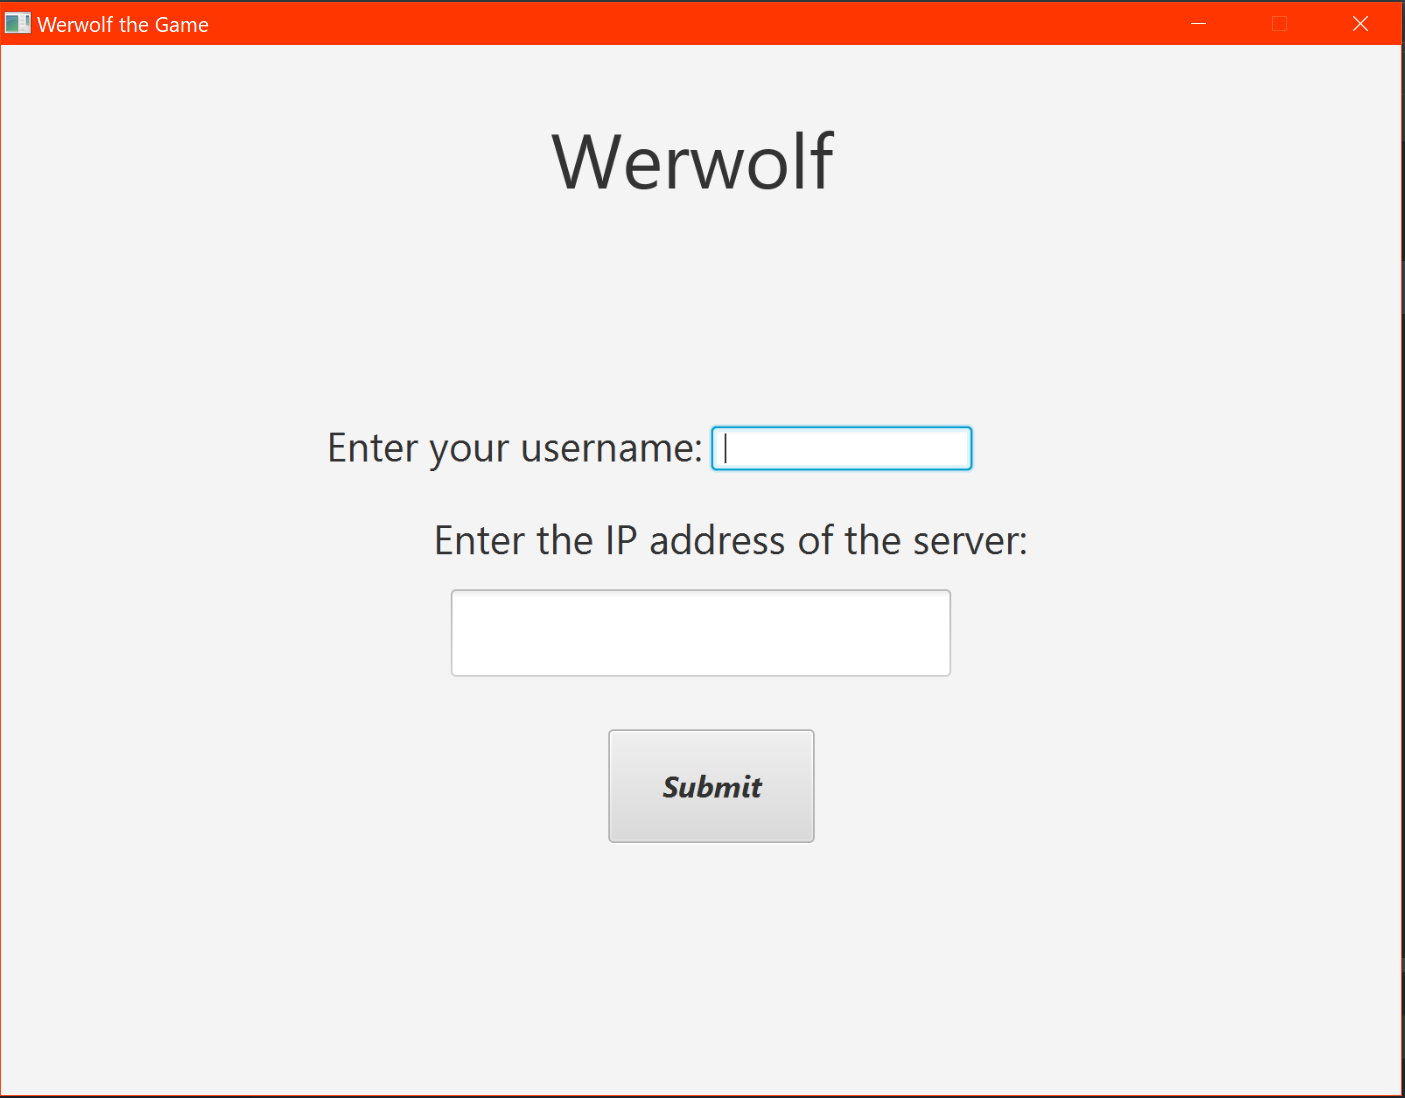 Werwolf the Game
Werwolf
Enter your username:
Enter the IP address of the server:
Submit